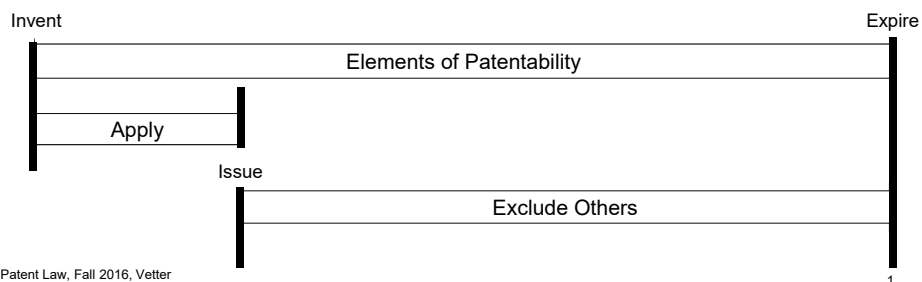 Invent Expire
Elements of Patentability
Apply
Issue
Exclude Others
Patent Law, Fall 2016, Vetter 1